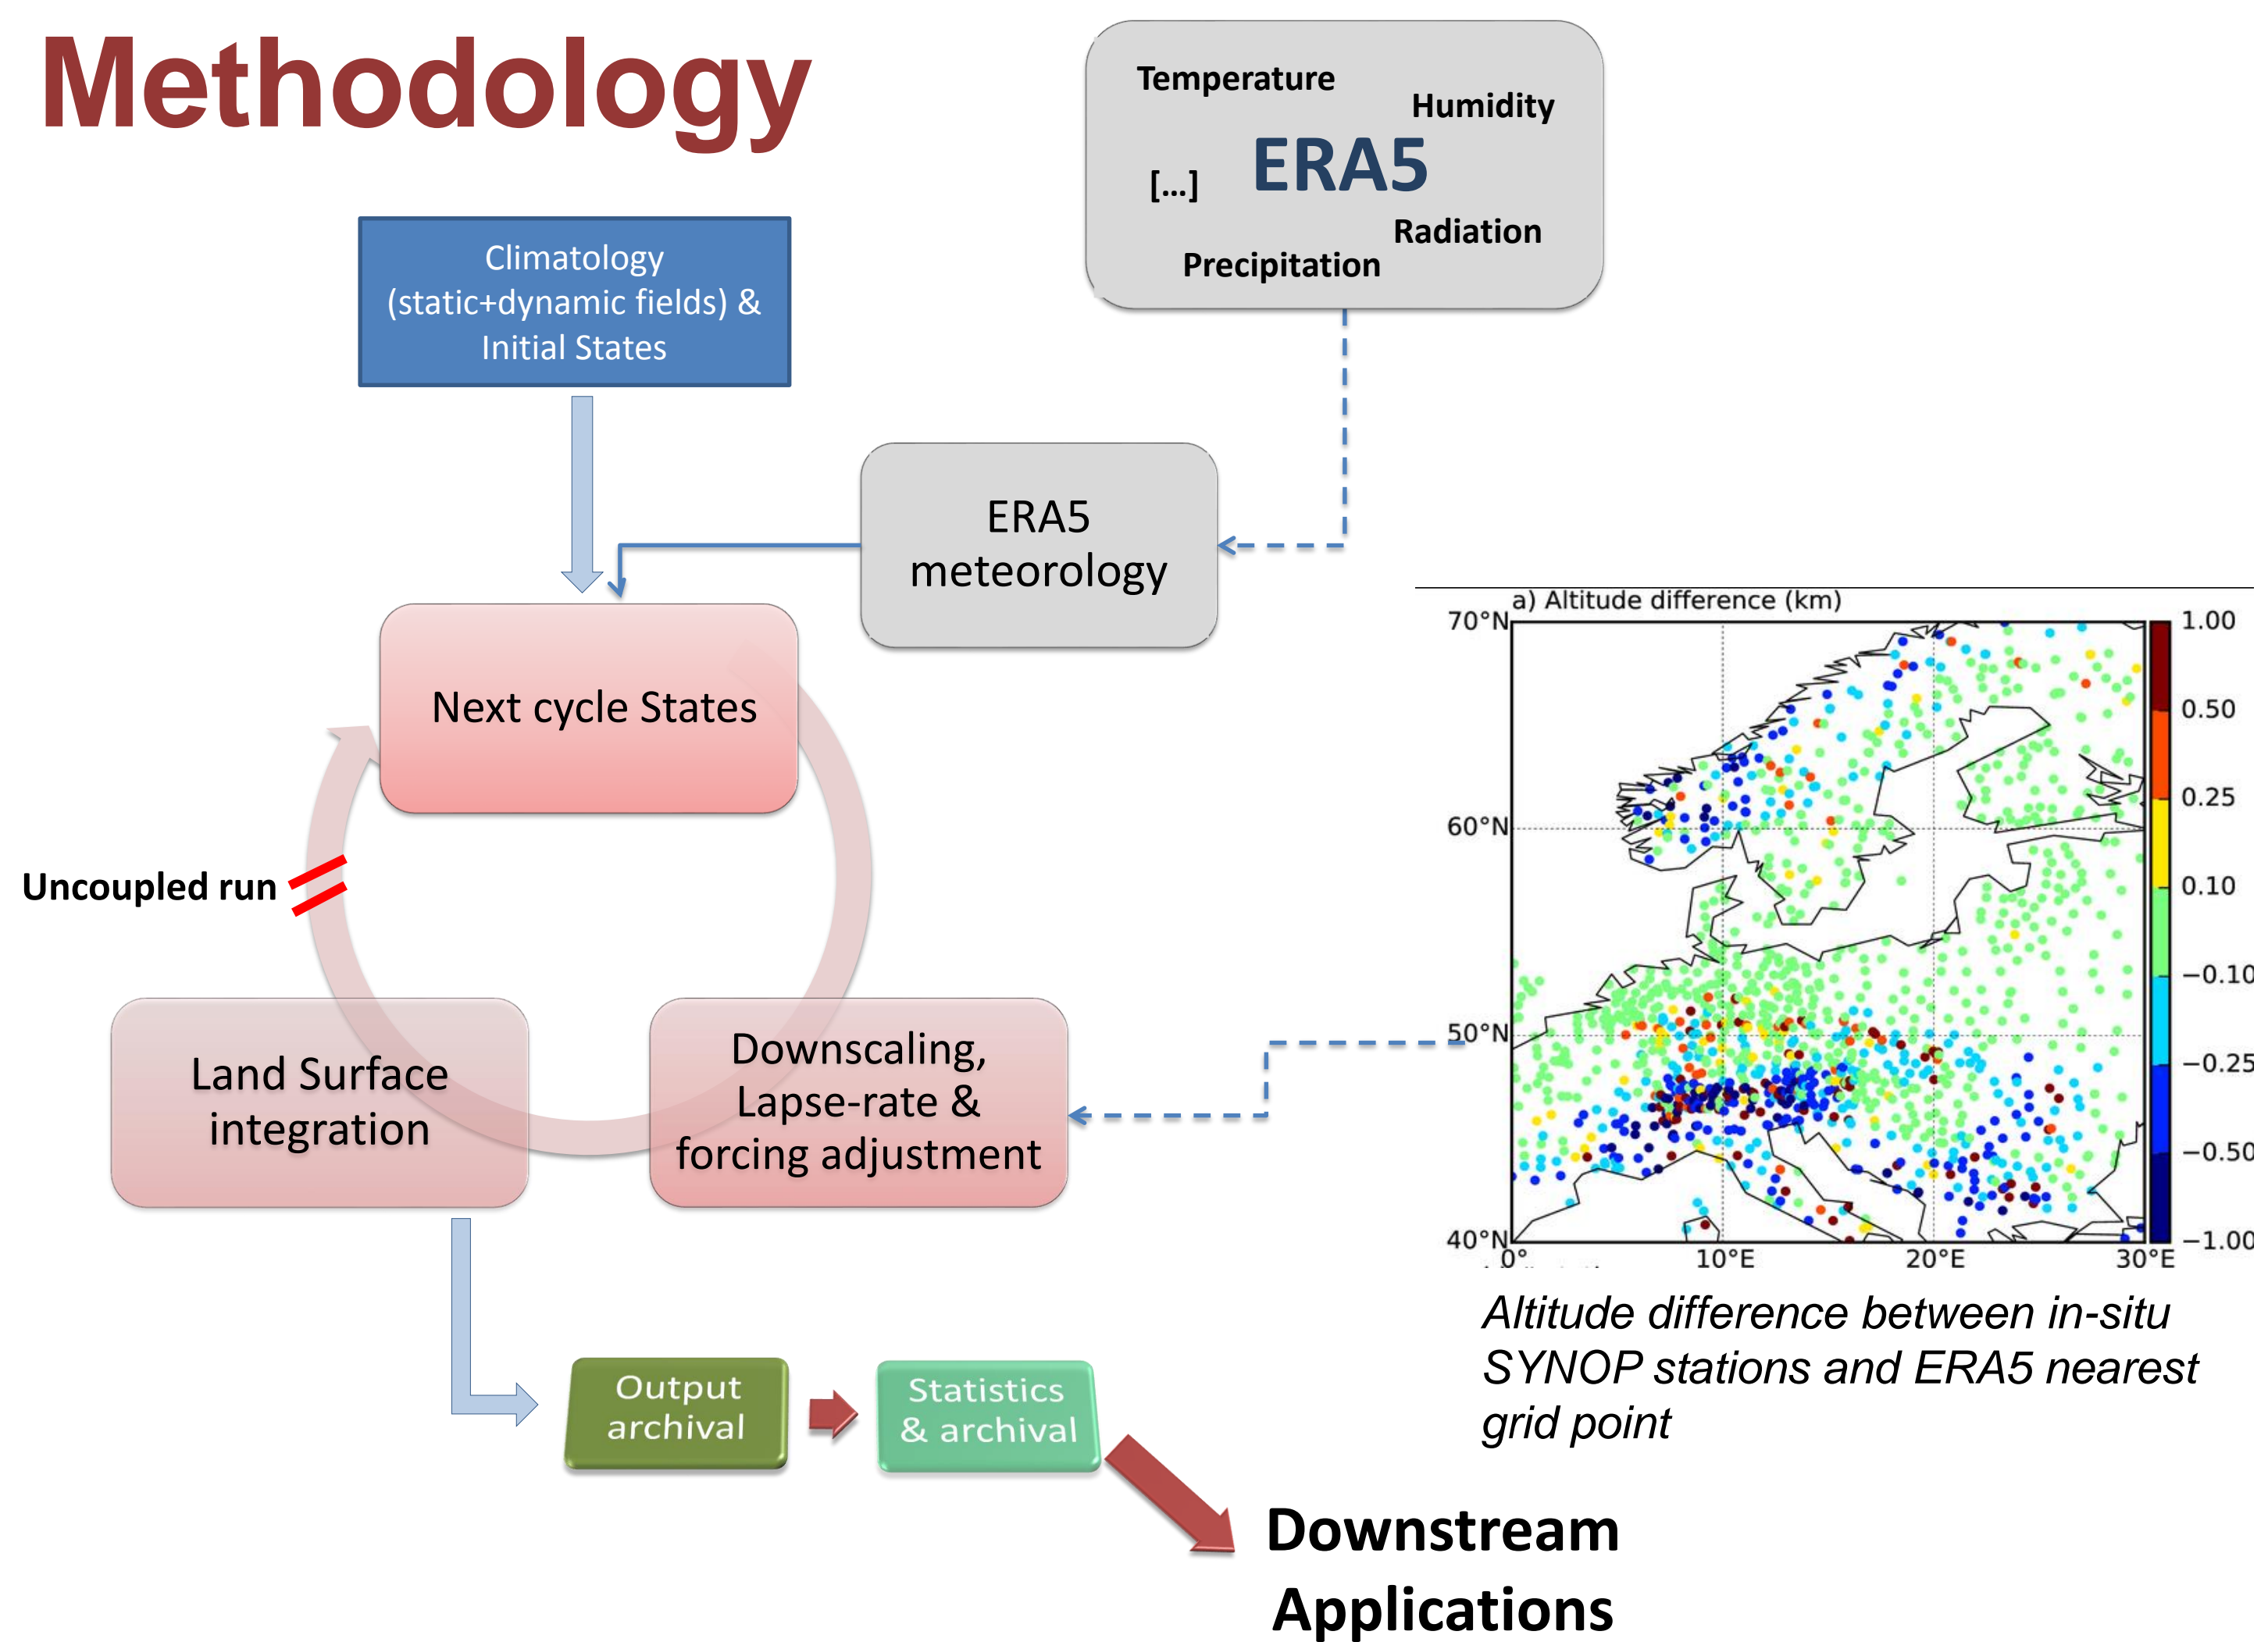 Methodology
Temperature
Humidity
ERA5
[...]
Radiation
Precipitation
Climatology
(static+dynamic fields) &
Initial States
ERA5
meteorology
Next cycle States
Uncoupled run
Land Surface
integration
Downscaling,
Lapse-rate &
forcing adjustment
Output
archival
Statistics
& archival
Downstream
Applications
a) Altitude difference (km)
70°N
60°N
50°N
40°N
0°
10°E
20°E
30°E
1.00
0.50
0.25
0.10
−0.10
−0.25
−0.50
−1.00
Altitude difference between in-situ
SYNOP stations and ERA5 nearest
grid point